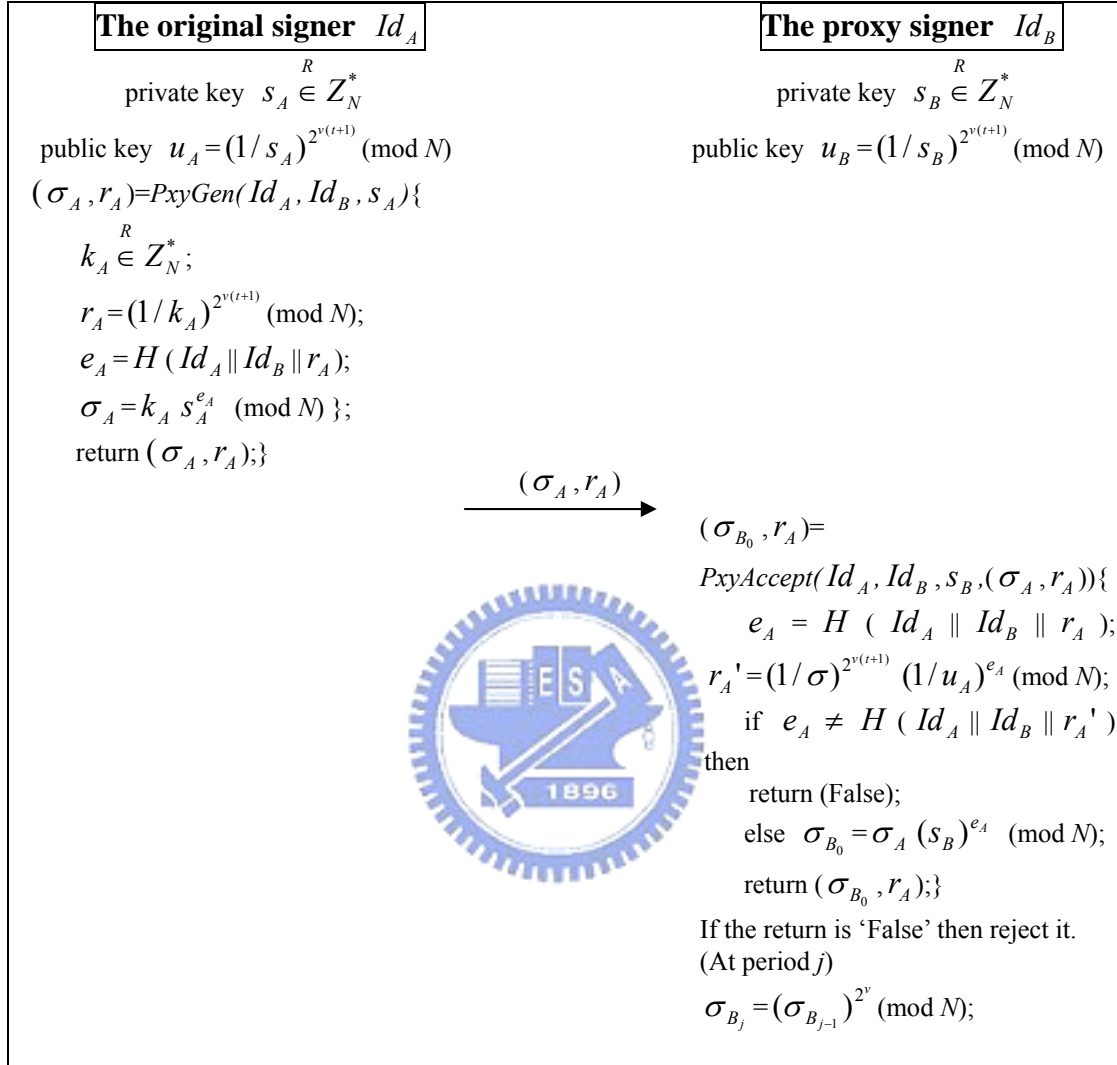 The original signer Id_A
private key s_A ∈^R Z_N^*
public key u_A = (1/s_A)^{2^{v(t+1)}} (mod N)
(σ_A, r_A)=PxyGen(Id_A, Id_B, s_A){
k_A ∈^R Z_N^*;
r_A = (1/k_A)^{2^{v(t+1)}} (mod N);
e_A = H (Id_A || Id_B || r_A);
σ_A = k_A s_A^{e_A} (mod N) };
return (σ_A, r_A);}
(σ_A, r_A)
The proxy signer Id_B
private key s_B ∈^R Z_N^*
public key u_B = (1/s_B)^{2^{v(t+1)}} (mod N)
(σ_{B_0}, r_A)=
PxyAccept(Id_A, Id_B, s_B,(σ_A, r_A)){
e_A = H ( Id_A || Id_B || r_A );
r_A' = (1/σ)^{2^{v(t+1)}} (1/u_A)^{e_A} (mod N);
if e_A ≠ H ( Id_A || Id_B || r_A' )
then
return (False);
else σ_{B_0} = σ_A (s_B)^{e_A} (mod N);
return (σ_{B_0}, r_A);}
If the return is ‘False’ then reject it.
(At period j)
σ_{B_j} = (σ_{B_{j-1}})^{2^v} (mod N);
E S A
1896